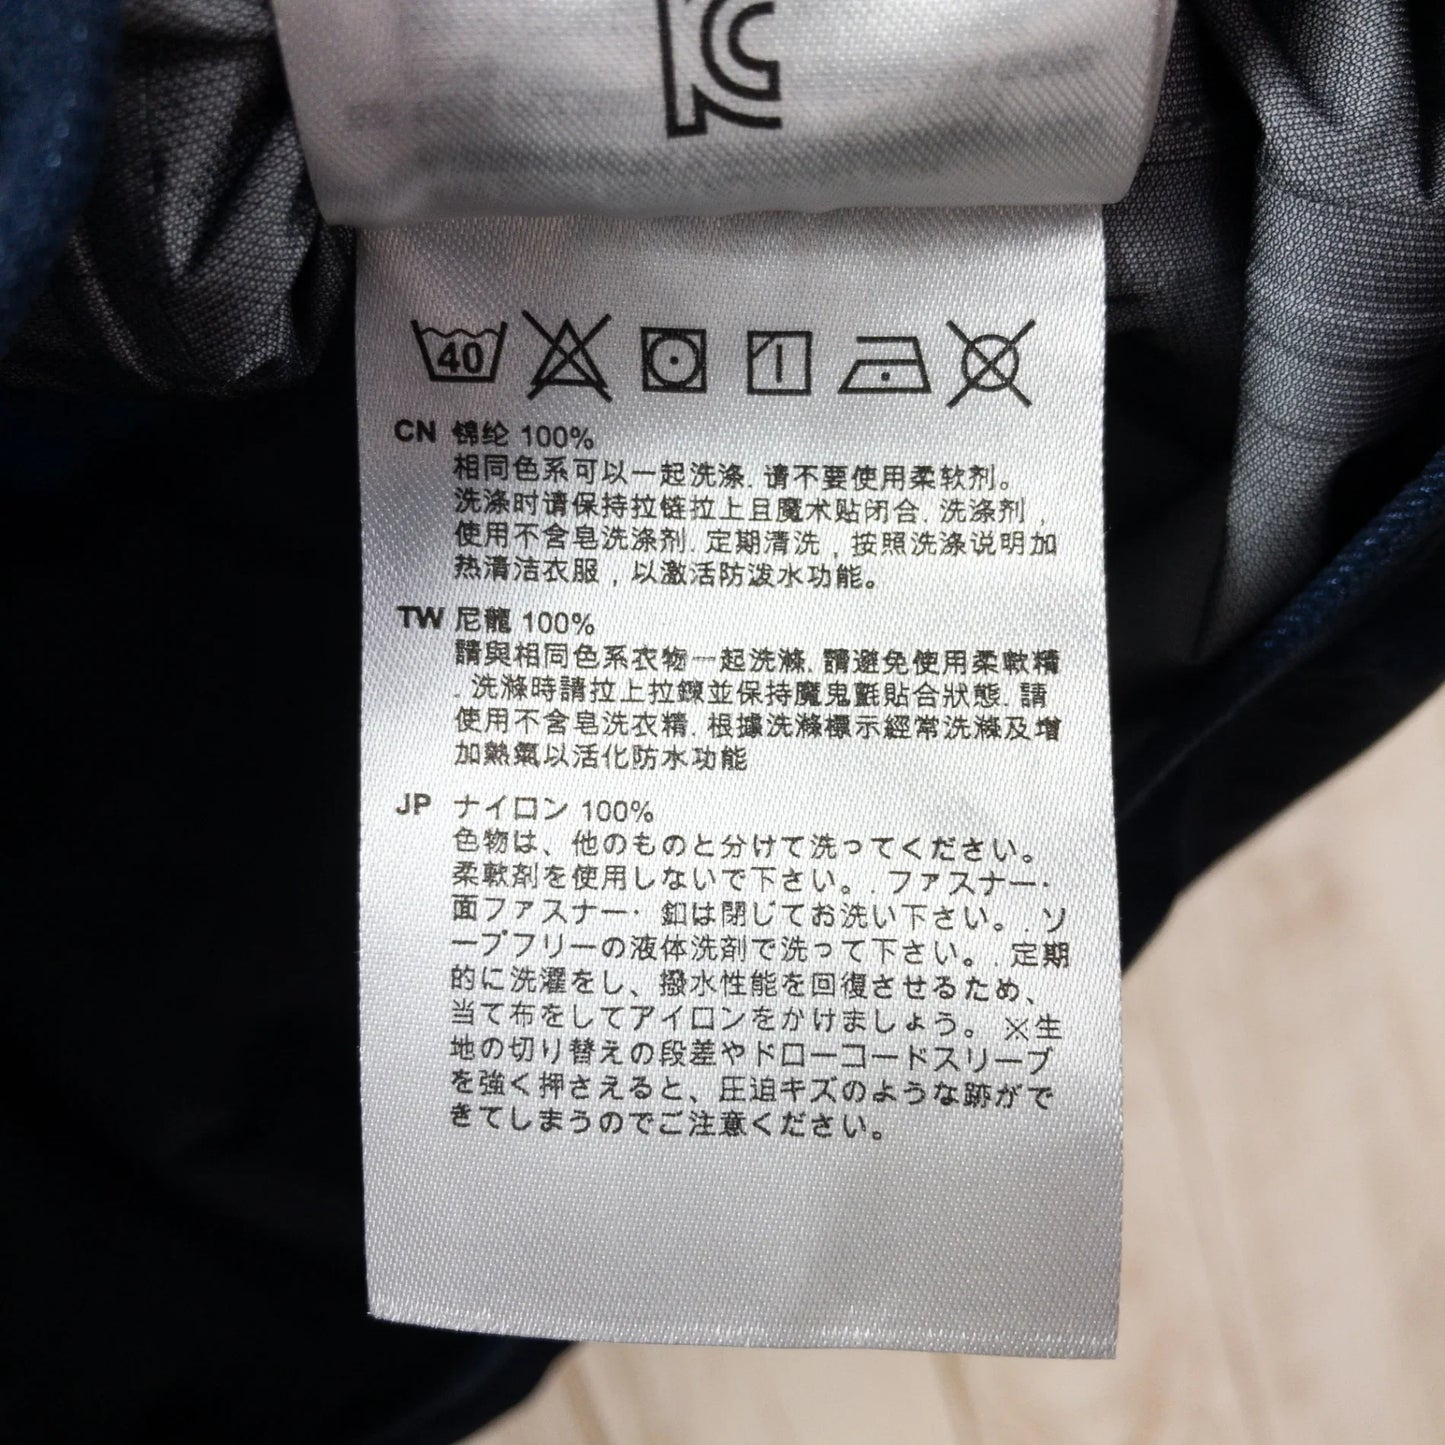 40
CN 锦纶 100%
相同色系可以一起洗涤. 请不要使用柔软剂。
洗涤时请保持拉链拉上且魔术贴闭合. 洗涤剂，
使用不含皂洗涤剂. 定期清洗，按照洗涤说明加
热清洁衣服，以激活防泼水功能。
TW 尼龍 100%
請與相同色系衣物一起洗滌. 請避免使用柔軟精
. 洗滌時請拉上拉鍊並保持魔鬼氈貼合狀態. 請
使用不含皂洗衣精. 根據洗滌標示經常洗滌及增
加熱氣以活化防水功能
JP ナイロン 100%
色物は、他のものと分けて洗ってください。
柔軟剤を使用しないで下さい。. ファスナー・
面ファスナー・ 釦は閉じてお洗い下さい。. ソ
ープフリーの液体洗剤で洗って下さい。. 定期
的に洗濯をし、撥水性能を回復させるため、
当て布をしてアイロンをかけましょう。 ※生
地の切り替えの段差やドローコードスリーブ
を強く押さえると、圧迫キズのような跡がで
きてしまうのでご注意ください。